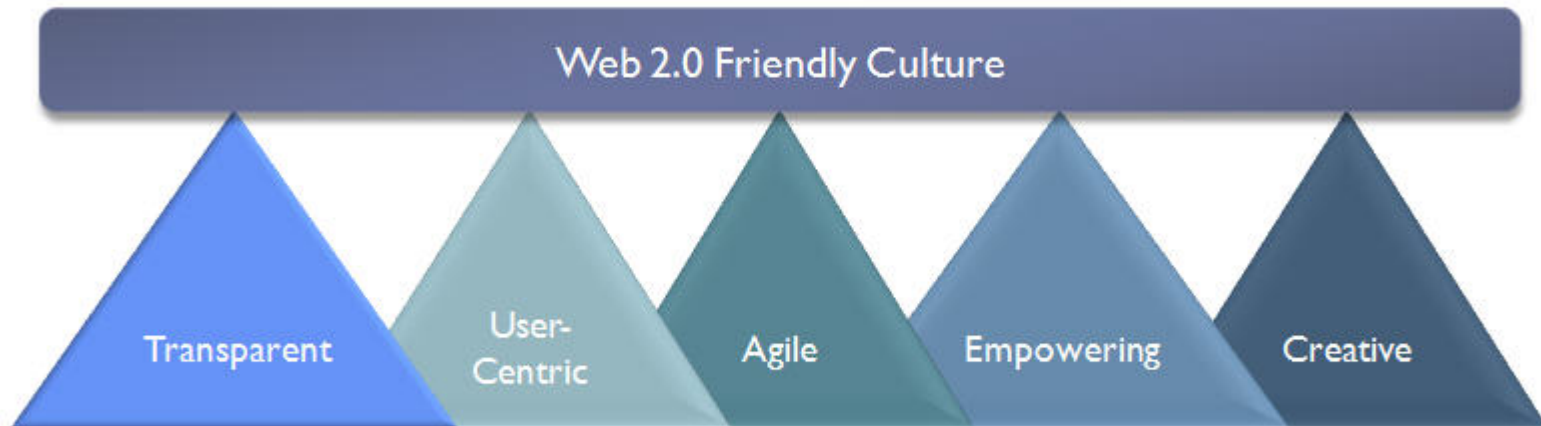 Web 2.0 Friendly Culture
Transparent
User-
Centric
Agile
Empowering
Creative